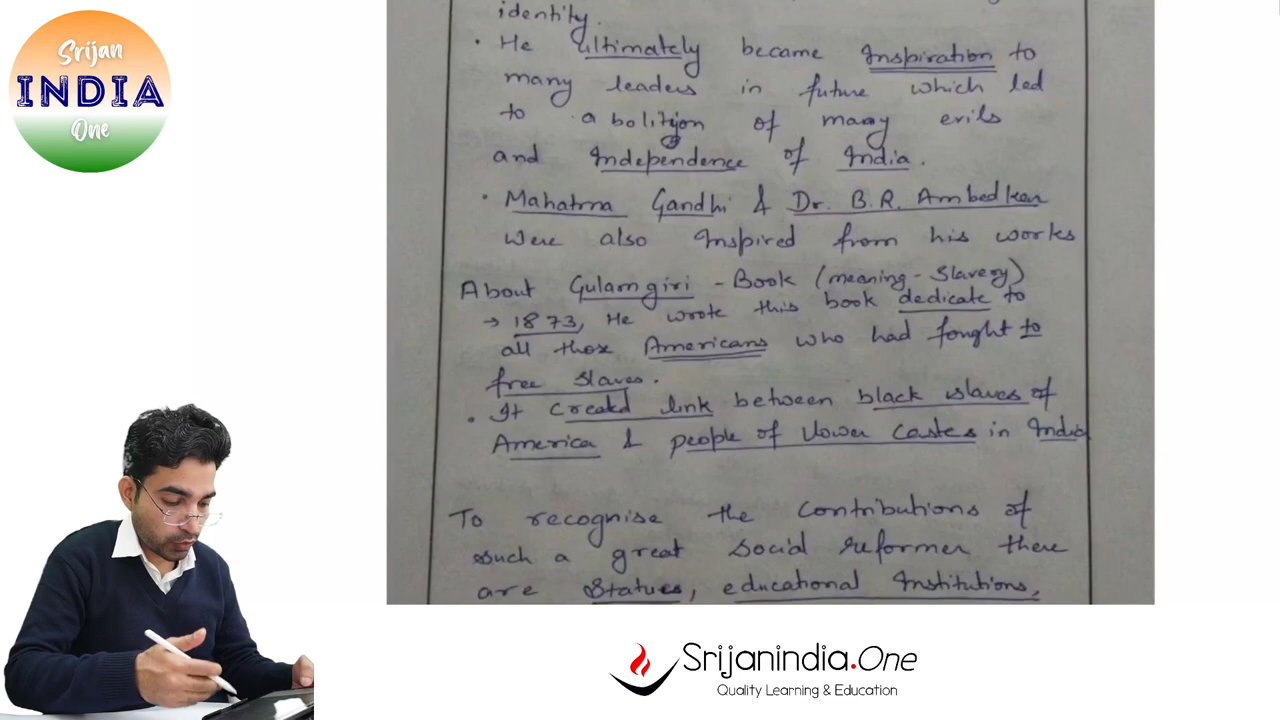 Srijan
INDIA
One
identity.
• He ultimately became Inspiration to
many leaders in future which led
to abolition of many evils
and Independence of India.
• Mahatma Gandhi & Dr. B.R. Ambedkar
were also Inspired from his works
About Gulamgiri - Book (meaning - Slavery)
→ 1873, He wrote this book dedicate to
all those Americans who had fought to
free slaves.
• It created link between black slaves of
America & people of lower castes in India
To recognise the contributions of
such a great social reformer there
are Statues, educational Institutions,
Srijanindia.One
Quality Learning & Education